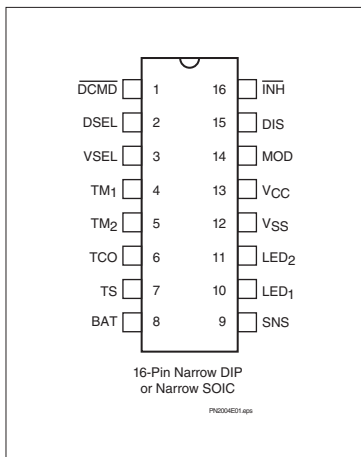 DCMD 1 16 INH
DSEL 2 15 DIS
VSEL 3 14 MOD
TM1 4 13 VCC
TM2 5 12 VSS
TCO 6 11 LED2
TS 7 10 LED1
BAT 8 9 SNS
16-Pin Narrow DIP
or Narrow SOIC
PN2004E01.eps